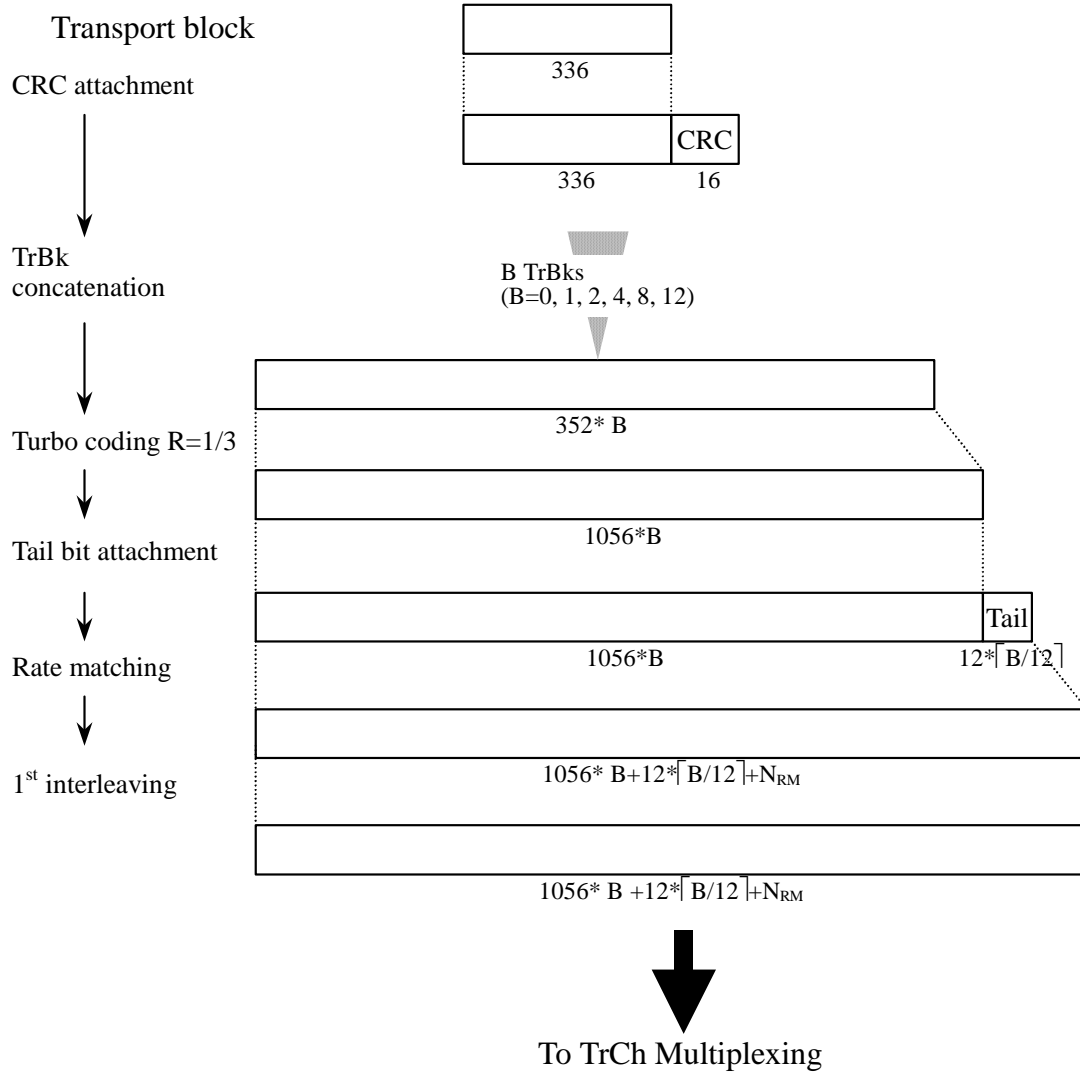 Transport block
336
CRC attachment
CRC
336 16
TrBk
concatenation
B TrBks
(B=0, 1, 2, 4, 8, 12)
352* B
Turbo coding R=1/3
1056*B
Tail bit attachment
Tail
1056*B 12*⌈B/12⌉
Rate matching
1056* B+12*⌈B/12⌉+N_RM
1st interleaving
1056* B +12*⌈B/12⌉+N_RM
To TrCh Multiplexing